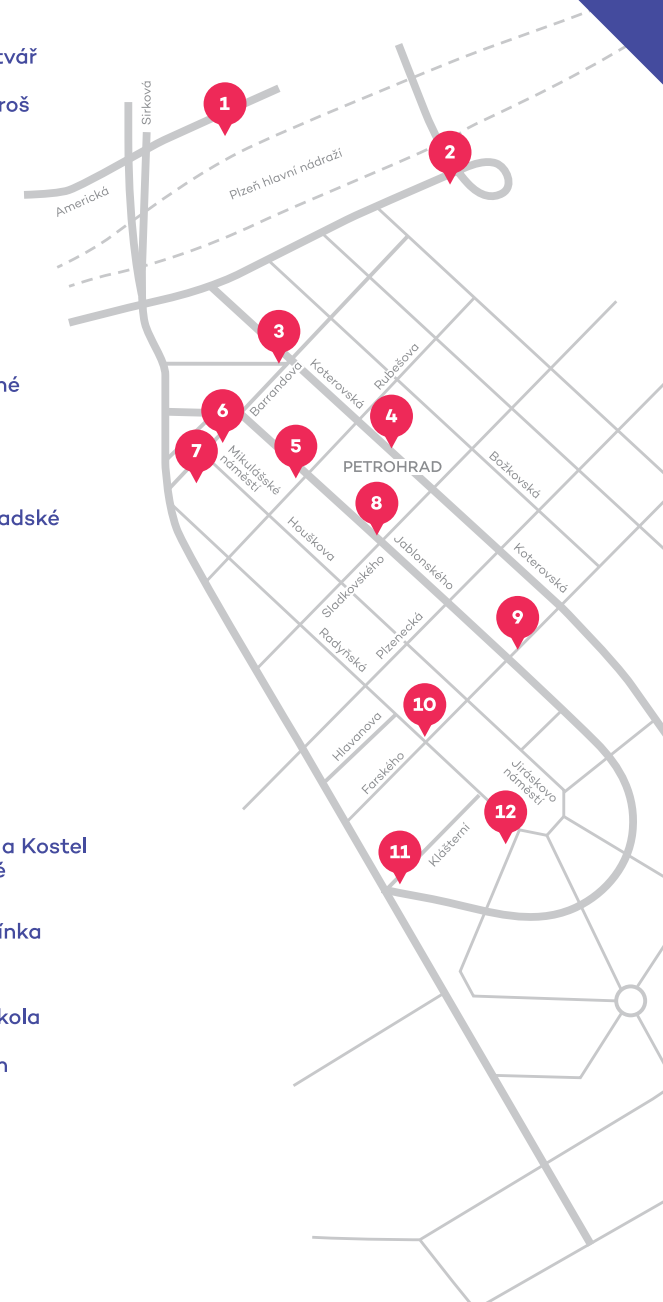 tvář
roš
né
adské
a Kostel
é
ínka
kola
n
Sirková
1
Americká
Plzeň hlavní nádraží
2
3
Barrandova
Koterovská
Rubešova
4
6
7
5
Mikulášské
náměstí
PETROHRAD
Božkovská
8
Houškova
Jablonského
Koterovská
Sladkovského
Plzenecká
Radyňská
9
10
Hlavanova
Farského
Jiráskovo
náměstí
12
11
Klášterní